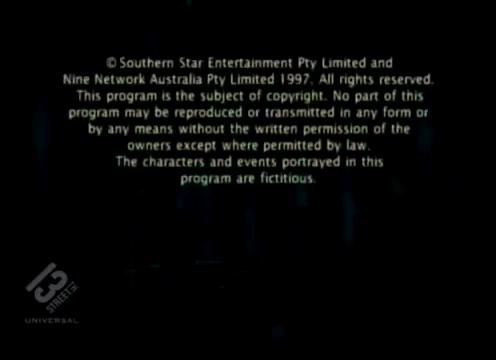 © Southern Star Entertainment Pty Limited and
Nine Network Australia Pty Limited 1997. All rights reserved.
This program is the subject of copyright. No part of this
program may be reproduced or transmitted in any form or
by any means without the written permission of the
owners except where permitted by law.
The characters and events portrayed in this
program are fictitious.
13
STREET
UNIVERSAL